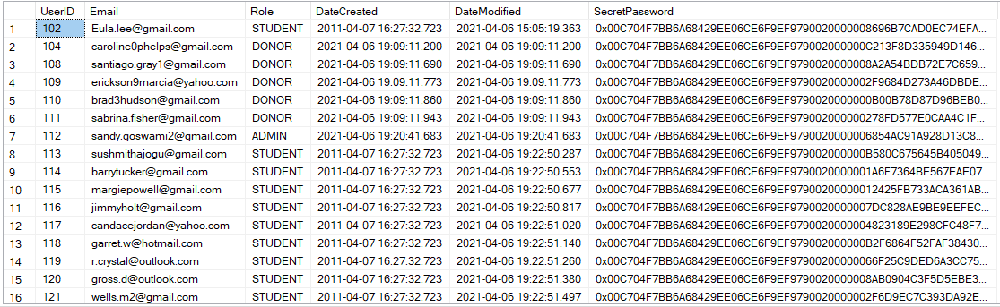 UserID Email Role DateCreated DateModified SecretPassword
1 102 Eula.lee@gmail.com STUDENT 2011-04-07 16:27:32.723 2021-04-06 15:05:19.363 0x00C704F7BB6A68429EE06CE6F9EF9790020000008696B7CAD0EC74EFA...
2 104 caroline0phelps@gmail.com DONOR 2021-04-06 19:09:11.200 2021-04-06 19:09:11.200 0x00C704F7BB6A68429EE06CE6F9EF979002000000C213F8D335949D146...
3 108 santiago.gray1@gmail.com DONOR 2021-04-06 19:09:11.690 2021-04-06 19:09:11.690 0x00C704F7BB6A68429EE06CE6F9EF9790020000008A2A54BDB72E7C659...
4 109 erickson9marcia@yahoo.com DONOR 2021-04-06 19:09:11.773 2021-04-06 19:09:11.773 0x00C704F7BB6A68429EE06CE6F9EF9790020000002F9684D273A46DBDE...
5 110 brad3hudson@gmail.com DONOR 2021-04-06 19:09:11.860 2021-04-06 19:09:11.860 0x00C704F7BB6A68429EE06CE6F9EF979002000000B00B78D87D96BEB0...
6 111 sabrina.fisher@gmail.com DONOR 2021-04-06 19:09:11.943 2021-04-06 19:09:11.943 0x00C704F7BB6A68429EE06CE6F9EF979002000000278FD577E0CAA4C1F...
7 112 sandy.goswami2@gmail.com ADMIN 2021-04-06 19:20:41.683 2021-04-06 19:20:41.683 0x00C704F7BB6A68429EE06CE6F9EF9790020000006854AC91A928D13C8...
8 113 sushmithajogu@gmail.com STUDENT 2011-04-07 16:27:32.723 2021-04-06 19:22:50.287 0x00C704F7BB6A68429EE06CE6F9EF979002000000B580C675645B405049...
9 114 barrytucker@gmail.com STUDENT 2011-04-07 16:27:32.723 2021-04-06 19:22:50.553 0x00C704F7BB6A68429EE06CE6F9EF9790020000001A6F7364BE567EAE07...
10 115 margiepowell@gmail.com STUDENT 2011-04-07 16:27:32.723 2021-04-06 19:22:50.677 0x00C704F7BB6A68429EE06CE6F9EF97900200000012425FB733ACA361AB...
11 116 jimmyholt@gmail.com STUDENT 2011-04-07 16:27:32.723 2021-04-06 19:22:50.817 0x00C704F7BB6A68429EE06CE6F9EF9790020000007DC828AE9BE9EEFEC...
12 117 candacejordan@yahoo.com STUDENT 2011-04-07 16:27:32.723 2021-04-06 19:22:51.020 0x00C704F7BB6A68429EE06CE6F9EF9790020000004823189E298CFC48F7...
13 118 garret.w@hotmail.com STUDENT 2011-04-07 16:27:32.723 2021-04-06 19:22:51.140 0x00C704F7BB6A68429EE06CE6F9EF979002000000B2F6864F52FAF38430...
14 119 r.crystal@outlook.com STUDENT 2011-04-07 16:27:32.723 2021-04-06 19:22:51.260 0x00C704F7BB6A68429EE06CE6F9EF97900200000066F25C9DED6A3CC75...
15 120 gross.d@outlook.com STUDENT 2011-04-07 16:27:32.723 2021-04-06 19:22:51.380 0x00C704F7BB6A68429EE06CE6F9EF9790020000008AB0904C3F5D5EBE3...
16 121 wells.m2@gmail.com STUDENT 2011-04-07 16:27:32.723 2021-04-06 19:22:51.497 0x00C704F7BB6A68429EE06CE6F9EF9790020000002F6D9EC7C393DA92E...